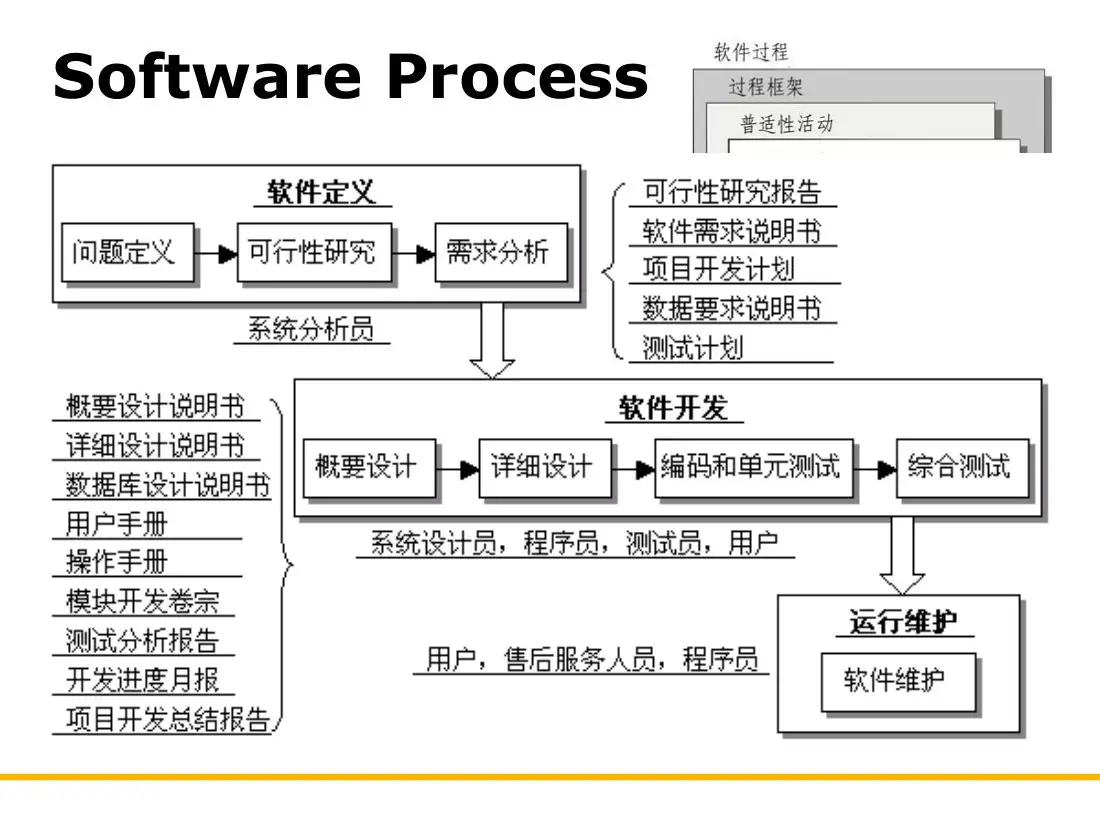 Software Process
软件过程
过程框架
普适性活动
软件定义
问题定义
可行性研究
需求分析
系统分析员
可行性研究报告
软件需求说明书
项目开发计划
数据要求说明书
测试计划
软件开发
概要设计
详细设计
编码和单元测试
综合测试
系统设计员，程序员，测试员，用户
概要设计说明书
详细设计说明书
数据库设计说明书
用户手册
操作手册
模块开发卷宗
测试分析报告
开发进度月报
项目开发总结报告
运行维护
软件维护
用户，售后服务人员，程序员